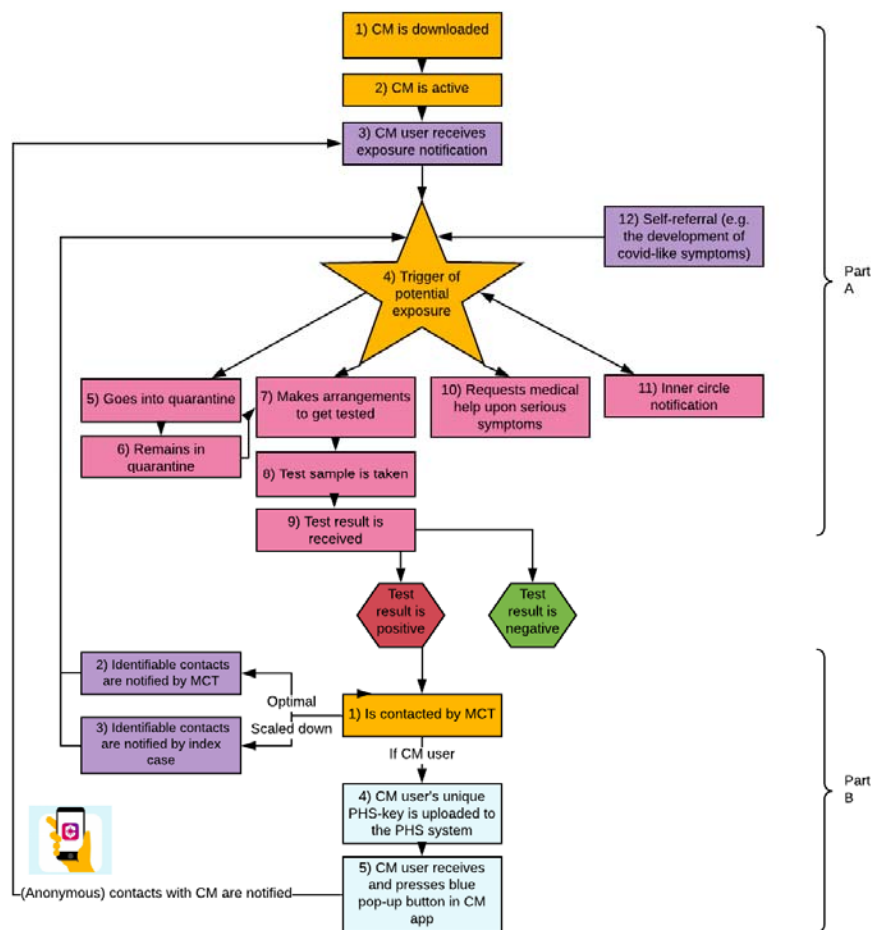 1) CM is downloaded
2) CM is active
3) CM user receives
exposure notification
12) Self-referral (e.g.
the development of
covid-like symptoms)
4) Trigger of
potential
exposure
Part
A
5) Goes into quarantine
7) Makes arrangements
to get tested
10) Requests medical
help upon serious
symptoms
11) Inner circle
notification
6) Remains in
quarantine
8) Test sample is taken
9) Test result is
received
Test
result is
positive
Test
result is
negative
2) Identifiable contacts
are notified by MCT
Optimal
1) Is contacted by MCT
Scaled down
3) Identifiable contacts
are notified by index
case
If CM user
Part
B
4) CM user's unique
PHS-key is uploaded to
the PHS system
5) CM user receives
and presses blue
pop-up button in CM
app
(Anonymous) contacts with CM are notified